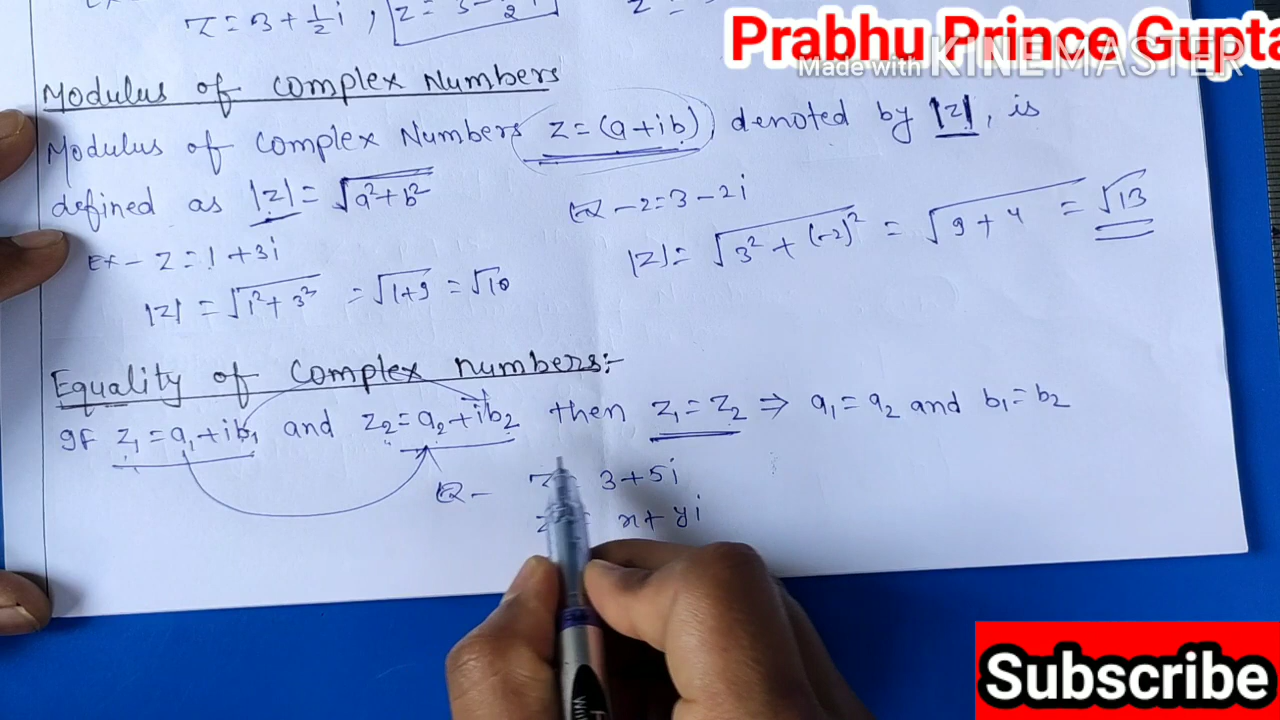 z = 3 + 1/2 i , z = 3 -
Prabhu Prince Gupta
Made with KINEMASTER
Modulus of Complex Numbers
Modulus of Complex Numbers z = (a+ib) denoted by |z|, is
defined as |z| = √a²+b²
Ex - z = 3 - 2i
|z| = √3² + (-2)² = √9 + 4 = √13
Ex - z = 1 + 3i
|z| = √1² + 3² = √1+9 = √10
Equality of Complex Numbers:-
If z₁ = a₁ + ib₁ and z₂ = a₂ + ib₂ then z₁ = z₂ ⇒ a₁ = a₂ and b₁ = b₂
Ex - z = 3 + 5i
z = x + yi
Subscribe